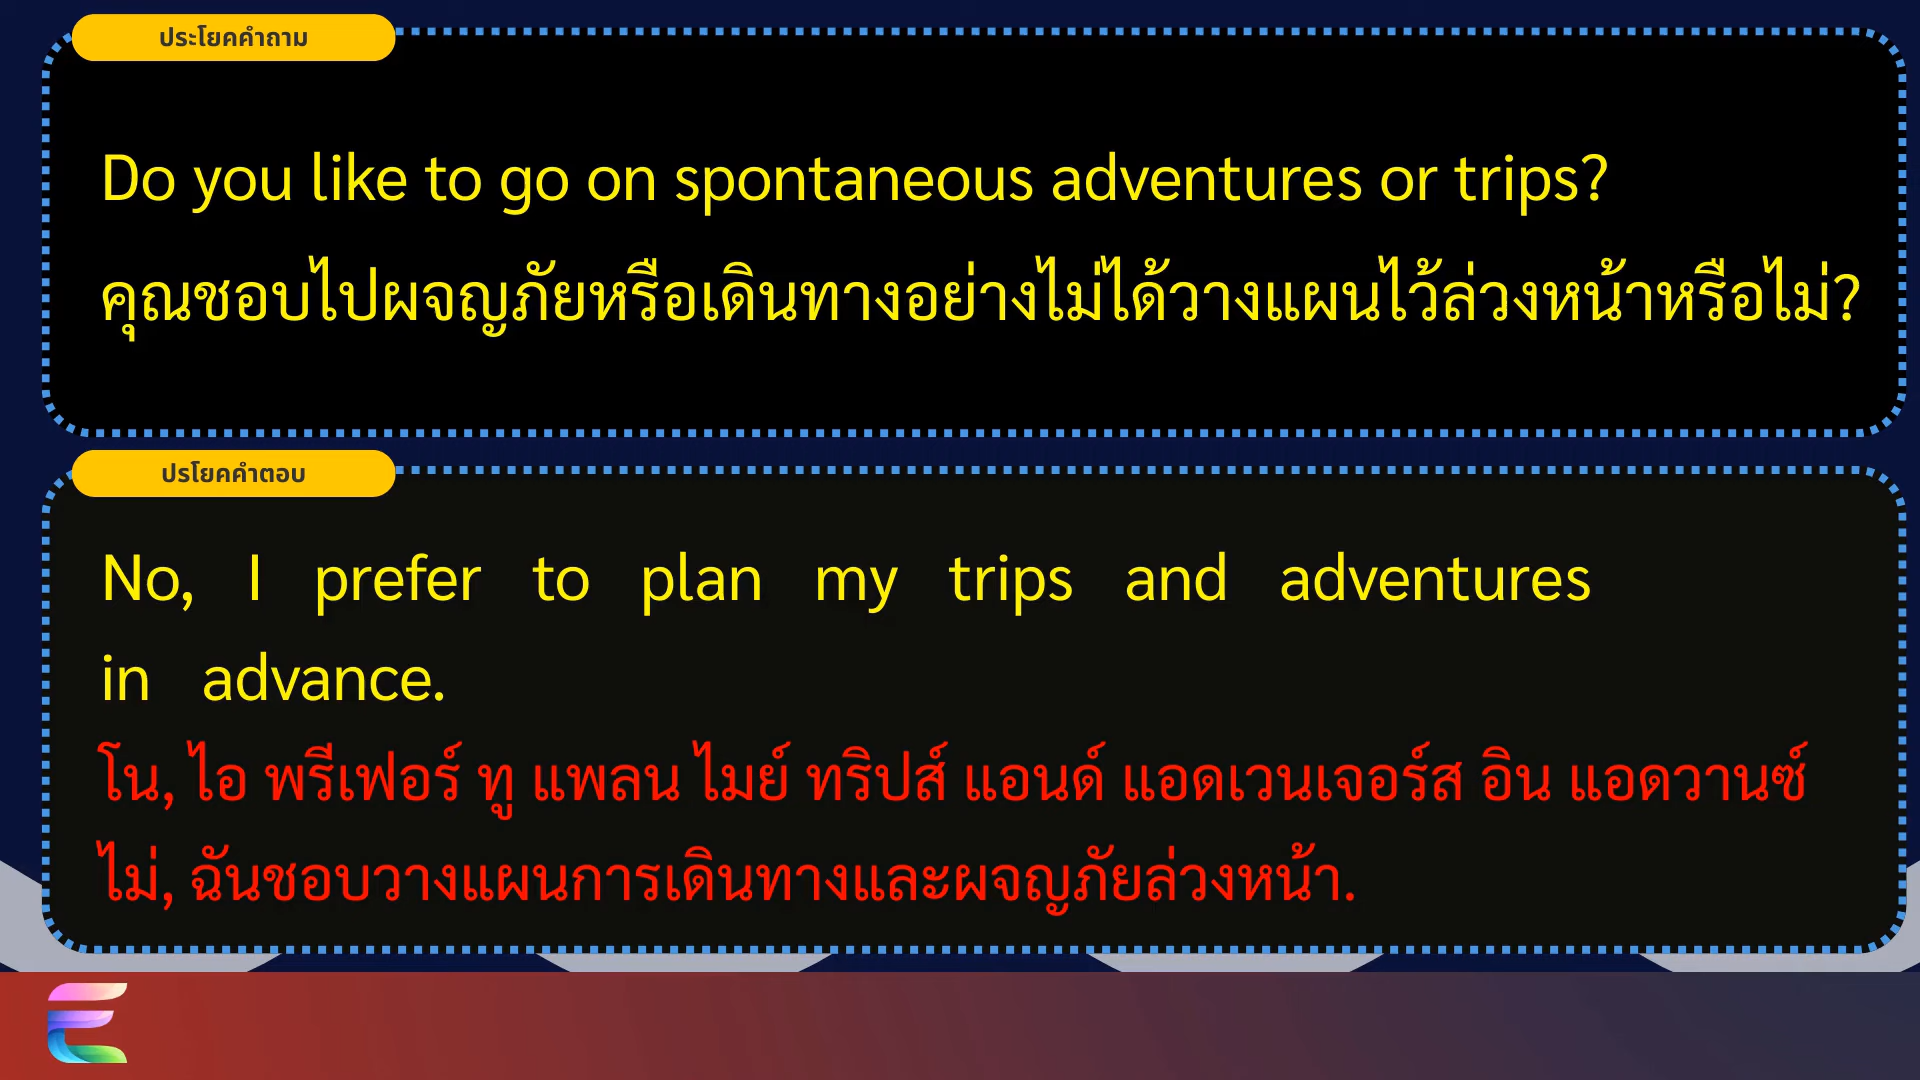 ประโยคคำถาม
Do you like to go on spontaneous adventures or trips?
คุณชอบไปผจญภัยหรือเดินทางอย่างไม่ได้วางแผนไว้ล่วงหน้าหรือไม่?
ปรโยคคำตอบ
No, I prefer to plan my trips and adventures
in advance.
โน, ไอ พรีเฟอร์ ทู แพลน ไมย์ ทริปส์ แอนด์ แอดเวนเจอร์ส อิน แอดวานซ์
ไม่, ฉันชอบวางแผนการเดินทางและผจญภัยล่วงหน้า.